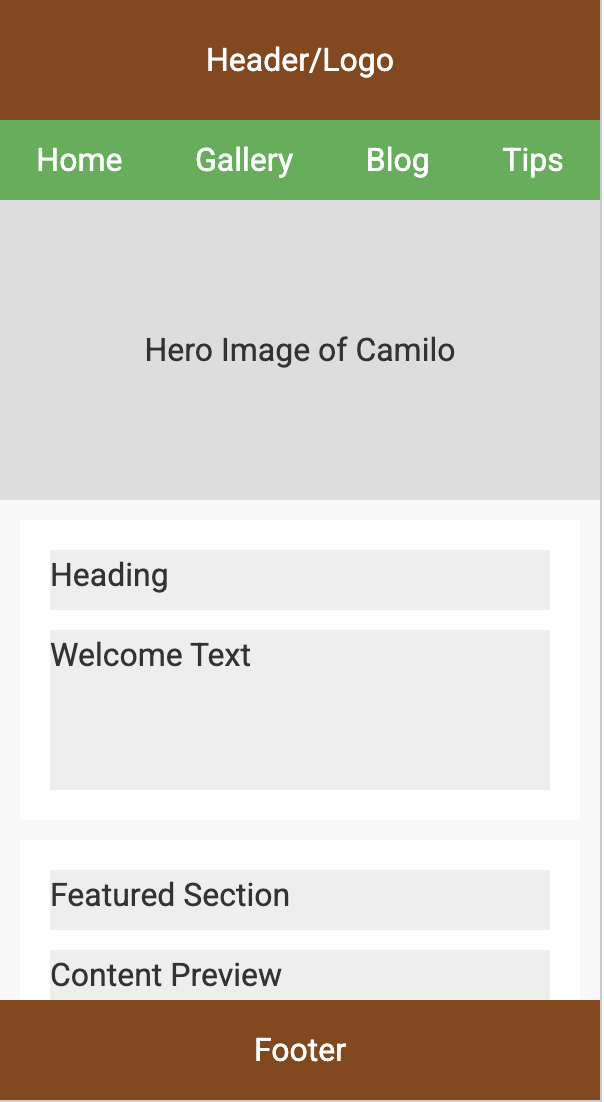 Header/Logo
Home Gallery Blog Tips
Hero Image of Camilo
Heading
Welcome Text
Featured Section
Content Preview
Footer